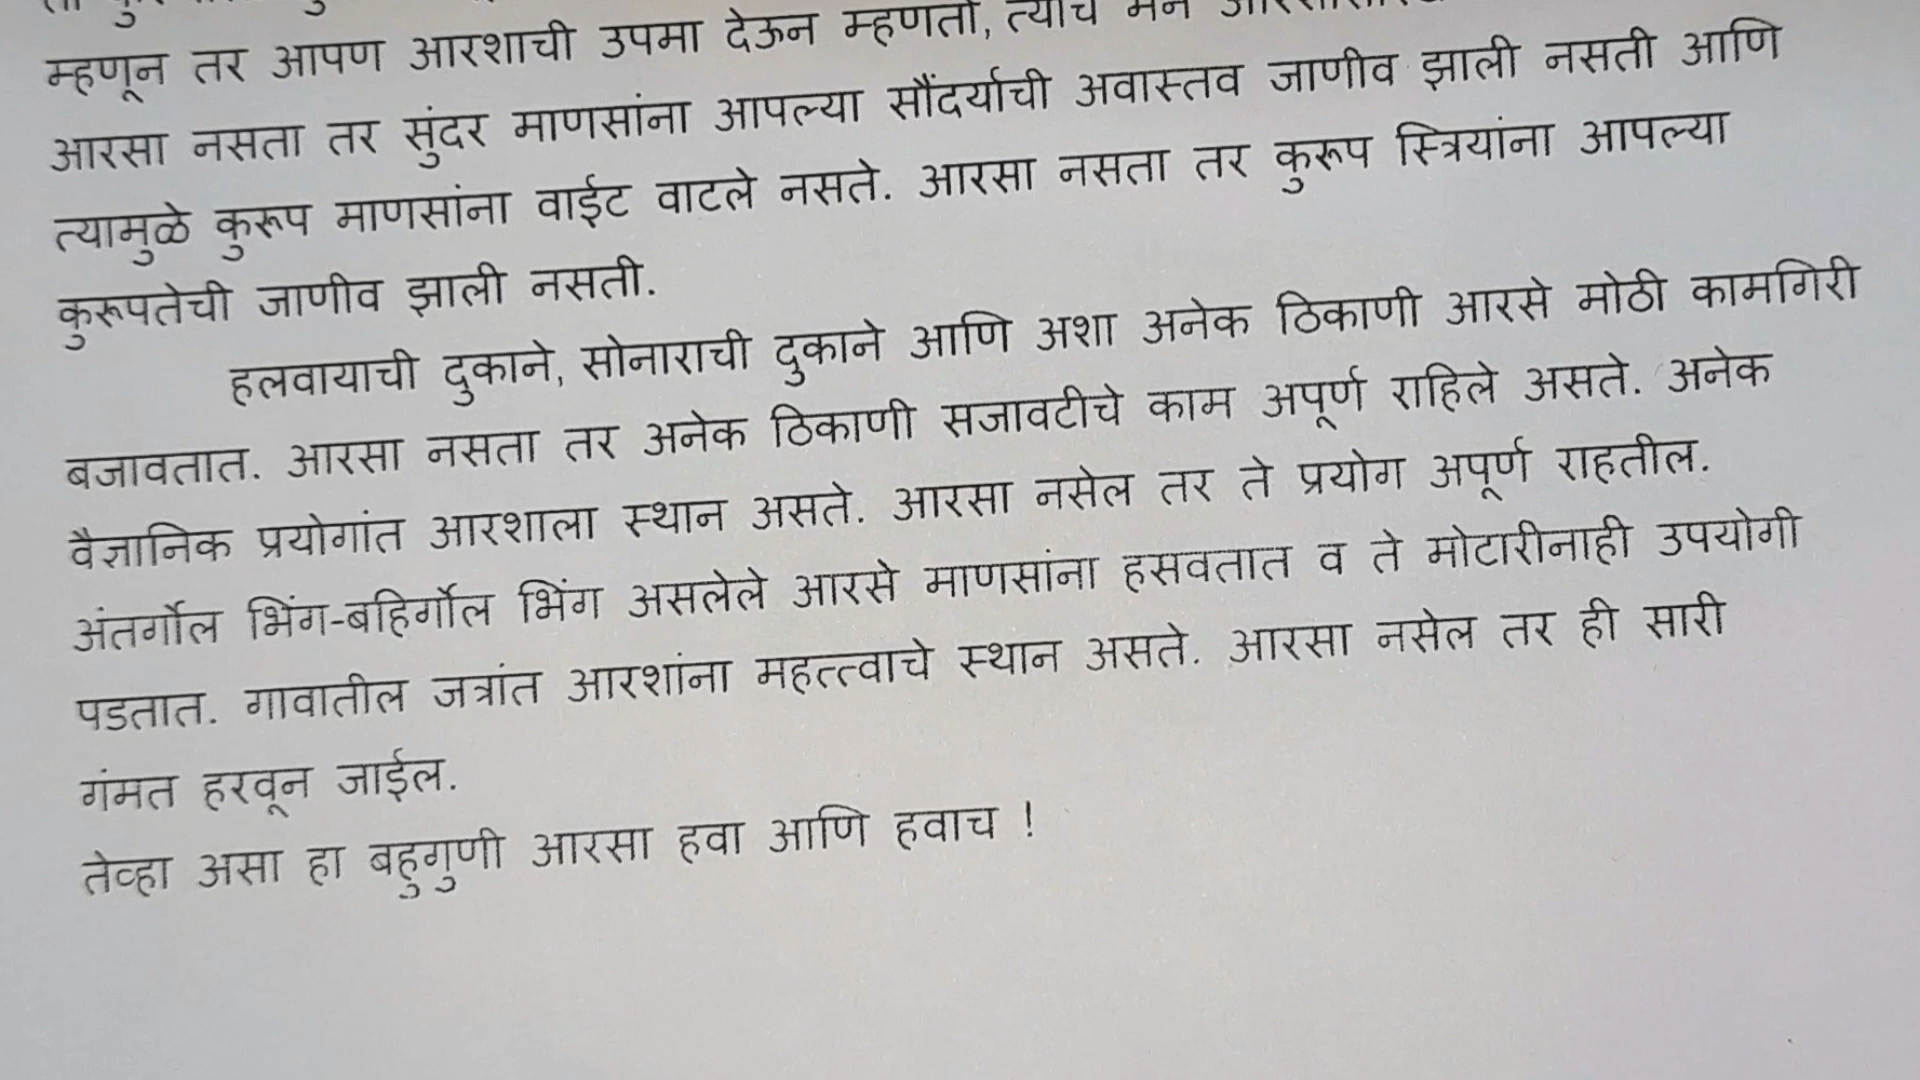 म्हणून तर आपण आरशाची उपमा देऊन म्हणतो, त्याचे मन
आरसा नसता तर सुंदर माणसांना आपल्या सौंदर्याची अवास्तव जाणीव झाली नसती आणि
त्यामुळे कुरूप माणसांना वाईट वाटले नसते. आरसा नसता तर कुरूप स्त्रियांना आपल्या
कुरूपतेची जाणीव झाली नसती.
हलवायाची दुकाने, सोनाराची दुकाने आणि अशा अनेक ठिकाणी आरसे मोठी कामगिरी
बजावतात. आरसा नसता तर अनेक ठिकाणी सजावटीचे काम अपूर्ण राहिले असते. अनेक
वैज्ञानिक प्रयोगांत आरशाला स्थान असते. आरसा नसेल तर ते प्रयोग अपूर्ण राहतील.
अंतर्गोल भिंग-बहिर्गोल भिंग असलेले आरसे माणसांना हसवतात व ते मोटारीनाही उपयोगी
पडतात. गावातील जत्रांत आरशांना महत्त्वाचे स्थान असते. आरसा नसेल तर ही सारी
गंमत हरवून जाईल.
तेव्हा असा हा बहुगुणी आरसा हवा आणि हवाच !